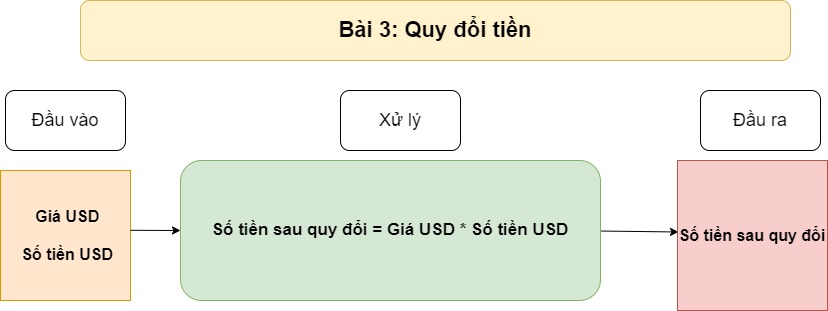 Bài 3: Quy đổi tiền
Đầu vào
Xử lý
Đầu ra
Giá USD
Số tiền USD
Số tiền sau quy đổi = Giá USD * Số tiền USD
Số tiền sau quy đổi